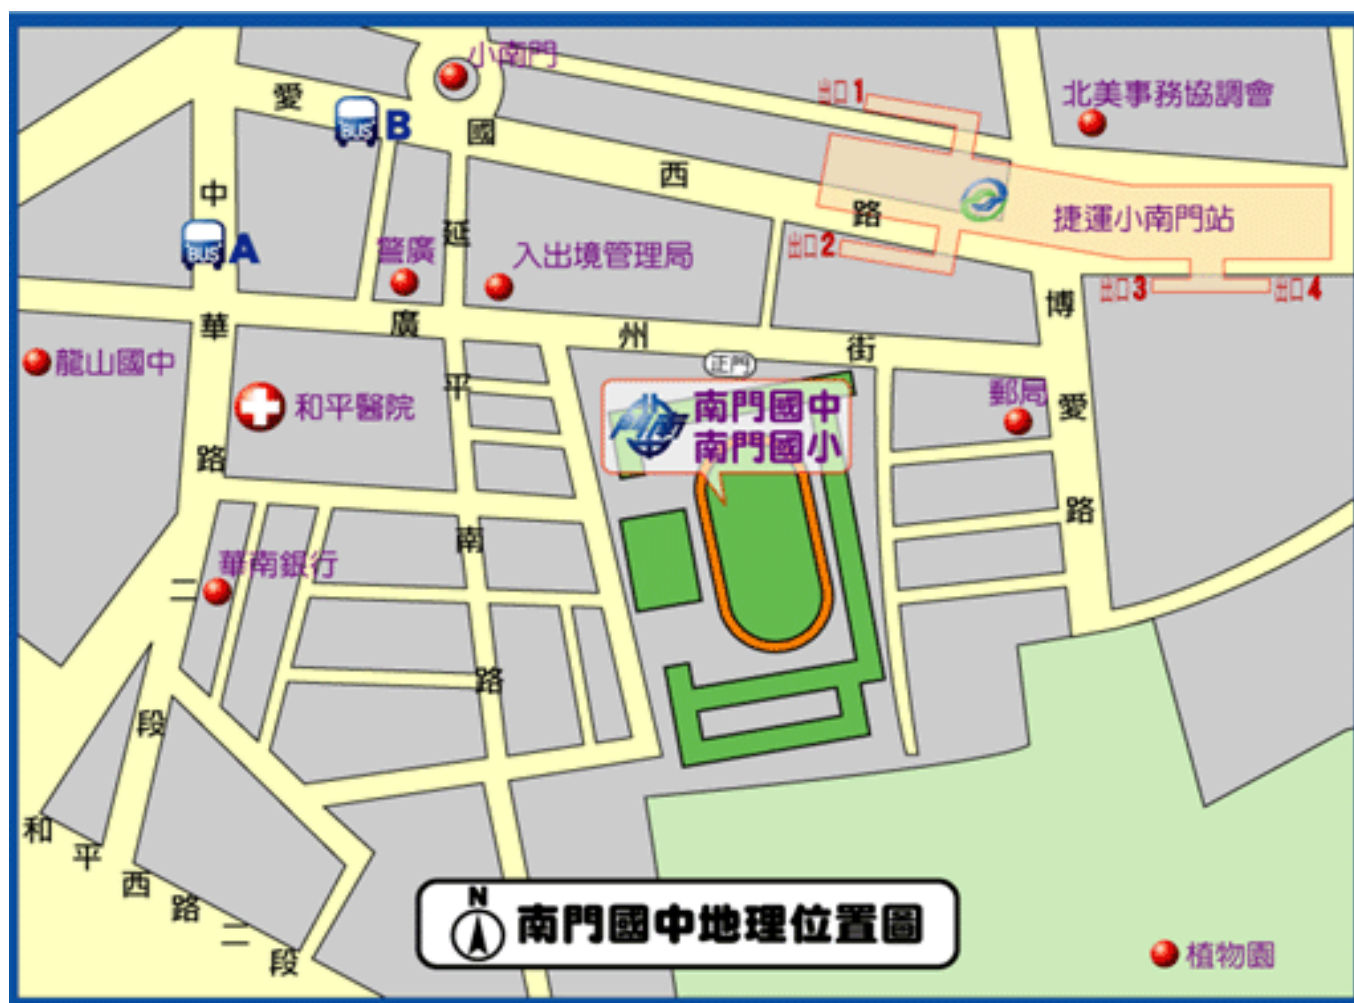 小南門
出口1
北美事務協調會
愛國西路
BUS B
捷運小南門站
出口2
出口3
出口4
中華路二段
BUS A
警廣
入出境管理局
延平南路
廣州街
博愛路
龍山國中
和平醫院
正門
南門國中
南門國小
郵局
華南銀行
和平西路二段
N
南門國中地理位置圖
植物園